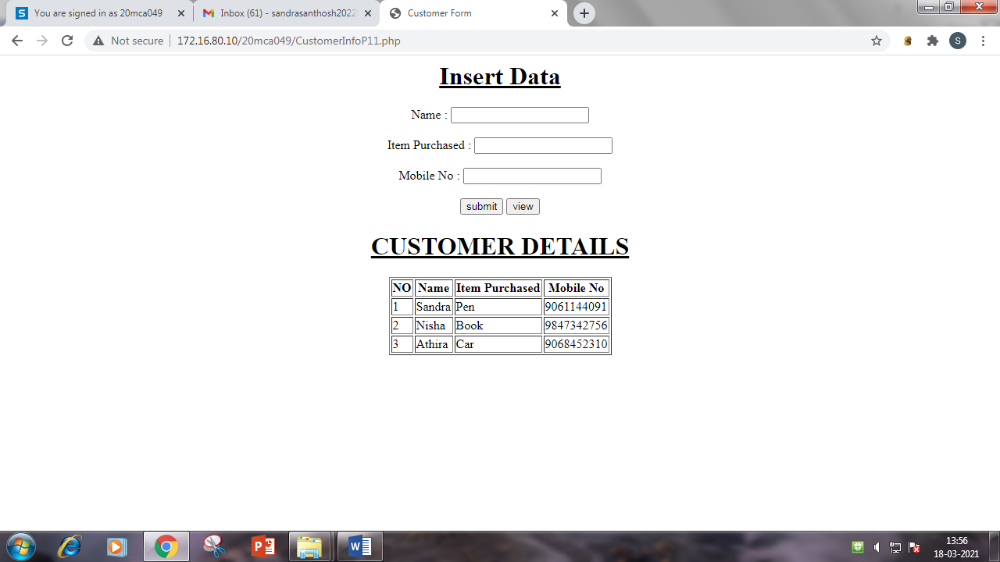 You are signed in as 20mca049
Inbox (61) - sandrasanthosh2022
Customer Form
Not secure
172.16.80.10/20mca049/CustomerInfoP11.php
S
Insert Data
Name :
Item Purchased :
Mobile No :
submit view
CUSTOMER DETAILS
NO Name Item Purchased Mobile No
1 Sandra Pen 9061144091
2 Nisha Book 9847342756
3 Athira Car 9068452310
13:56
18-03-2021